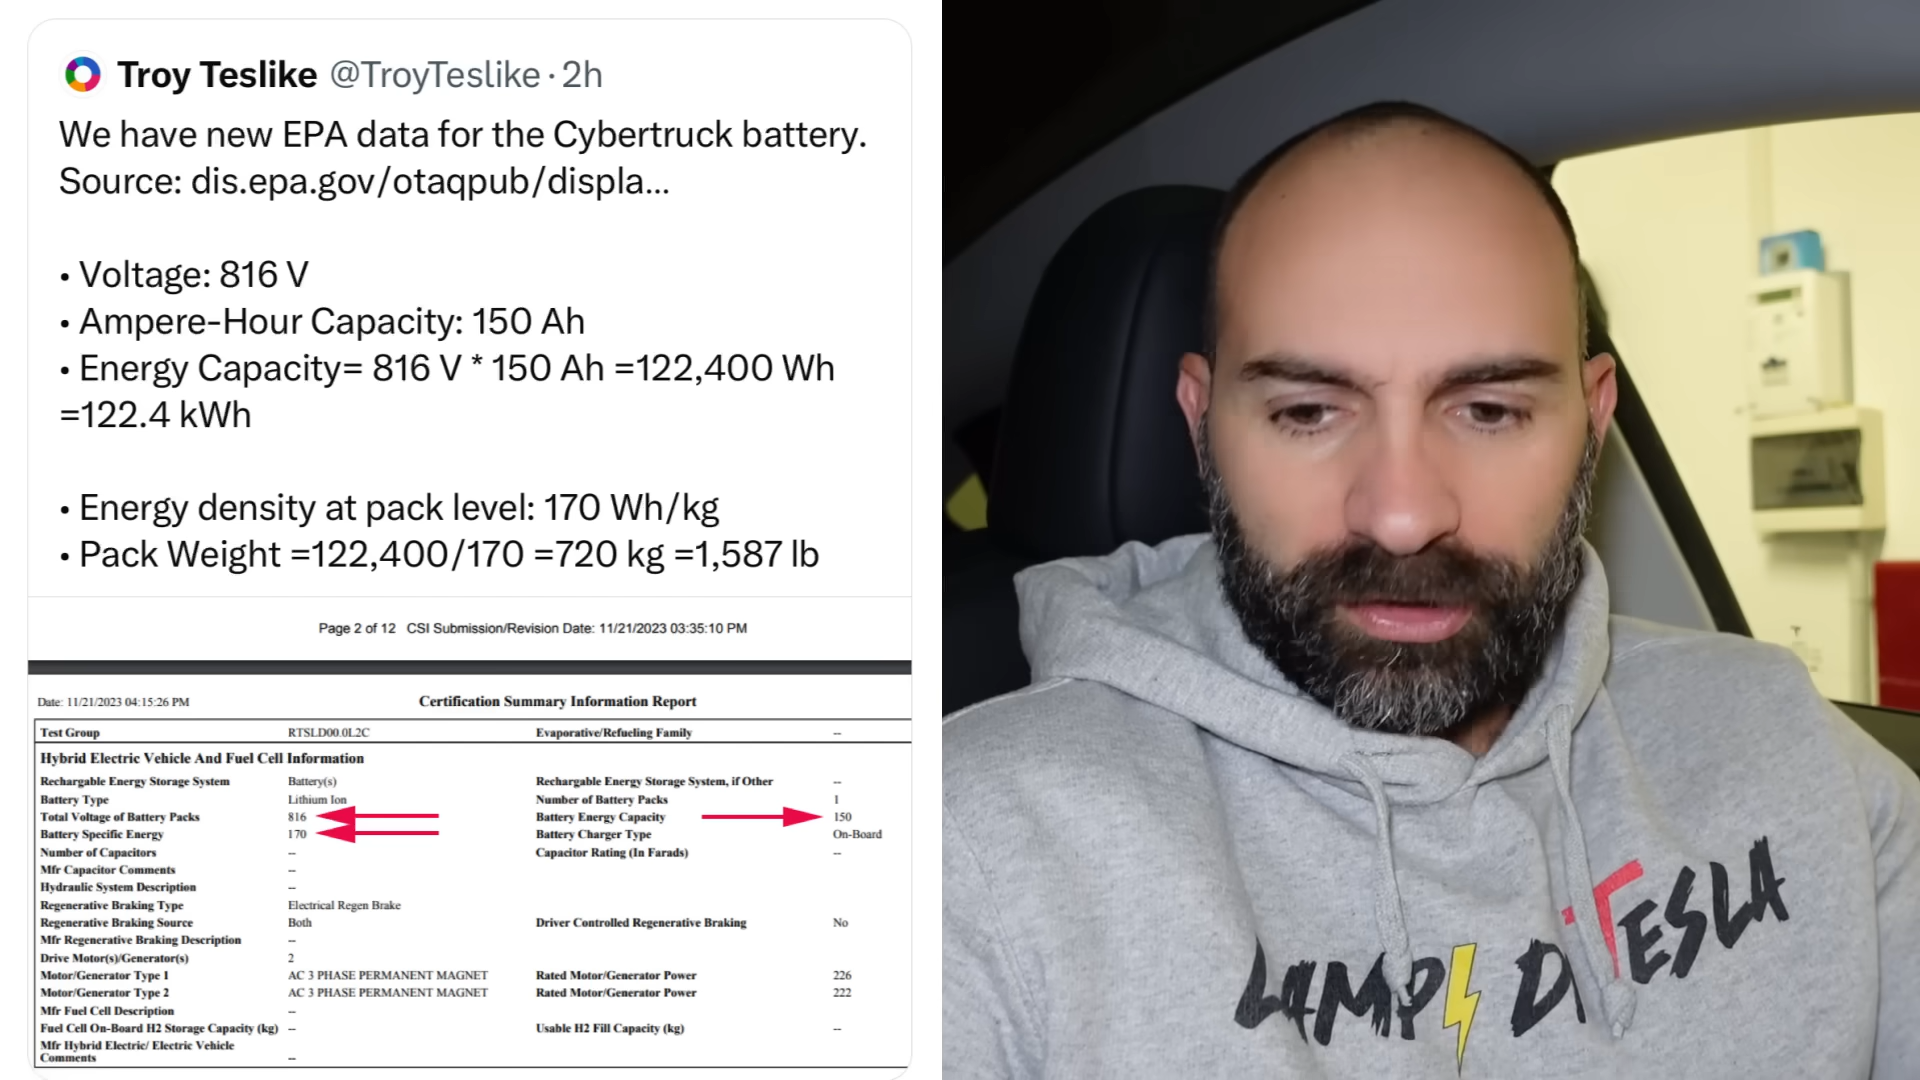 Troy Teslike @TroyTeslike · 2h
We have new EPA data for the Cybertruck battery.
Source: dis.epa.gov/otaqpub/displa...
• Voltage: 816 V
• Ampere-Hour Capacity: 150 Ah
• Energy Capacity= 816 V * 150 Ah =122,400 Wh
=122.4 kWh
• Energy density at pack level: 170 Wh/kg
• Pack Weight =122,400/170 =720 kg =1,587 lb
Page 2 of 12 CSI Submission/Revision Date: 11/21/2023 03:35:10 PM
Date: 11/21/2023 04:15:26 PM Certification Summary Information Report
Test Group RTSLD00.0L2C Evaporative/Refueling Family --
Hybrid Electric Vehicle And Fuel Cell Information
Rechargable Energy Storage System Battery(s) Rechargable Energy Storage System, if Other --
Battery Type Lithium Ion Number of Battery Packs 1
Total Voltage of Battery Packs 816 Battery Energy Capacity 150
Battery Specific Energy 170 Battery Charger Type On-Board
Number of Capacitors -- Capacitor Rating (In Farads) --
Mfr Capacitor Comments --
Hydraulic System Description --
Regenerative Braking Type Electrical Regen Brake
Regenerative Braking Source Both Driver Controlled Regenerative Braking No
Mfr Regenerative Braking Description --
Drive Motor(s)/Generator(s) 2
Motor/Generator Type 1 AC 3 PHASE PERMANENT MAGNET Rated Motor/Generator Power 226
Motor/Generator Type 2 AC 3 PHASE PERMANENT MAGNET Rated Motor/Generator Power 222
Mfr Fuel Cell Description --
Fuel Cell On-Board H2 Storage Capacity (kg) -- Usable H2 Fill Capacity (kg) --
Mfr Hybrid Electric/ Electric Vehicle
Comments --
LAMPI DI TESLA